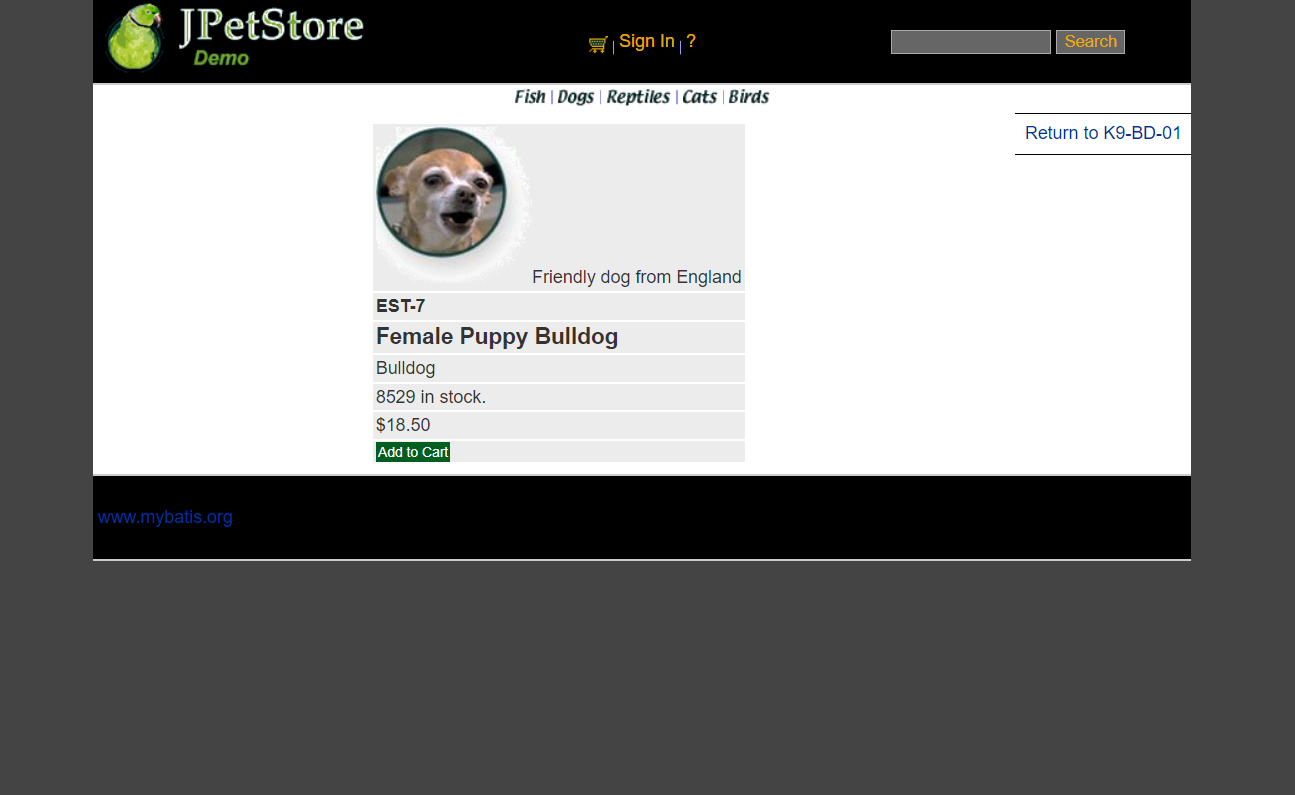 JPetStore
Demo
Sign In | ?
Search
Fish | Dogs | Reptiles | Cats | Birds
Return to K9-BD-01
Friendly dog from England
EST-7
Female Puppy Bulldog
Bulldog
8529 in stock.
$18.50
Add to Cart
www.mybatis.org